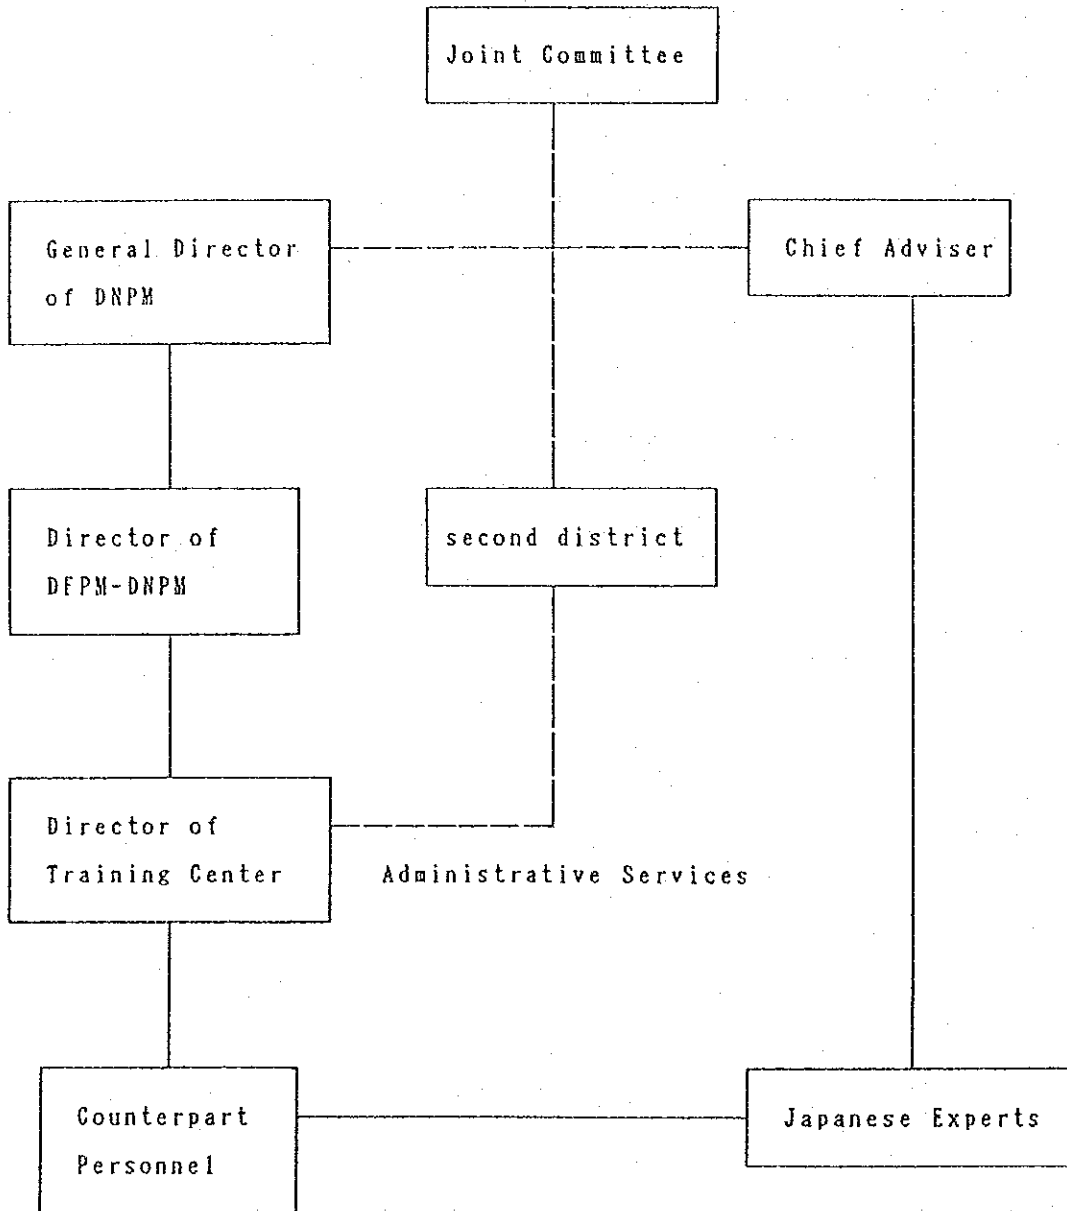 Joint Committee
General Director
of DNPM
Chief Adviser
Director of
DFPM-DNPM
second district
Director of
Training Center
Administrative Services
Counterpart
Personnel
Japanese Experts